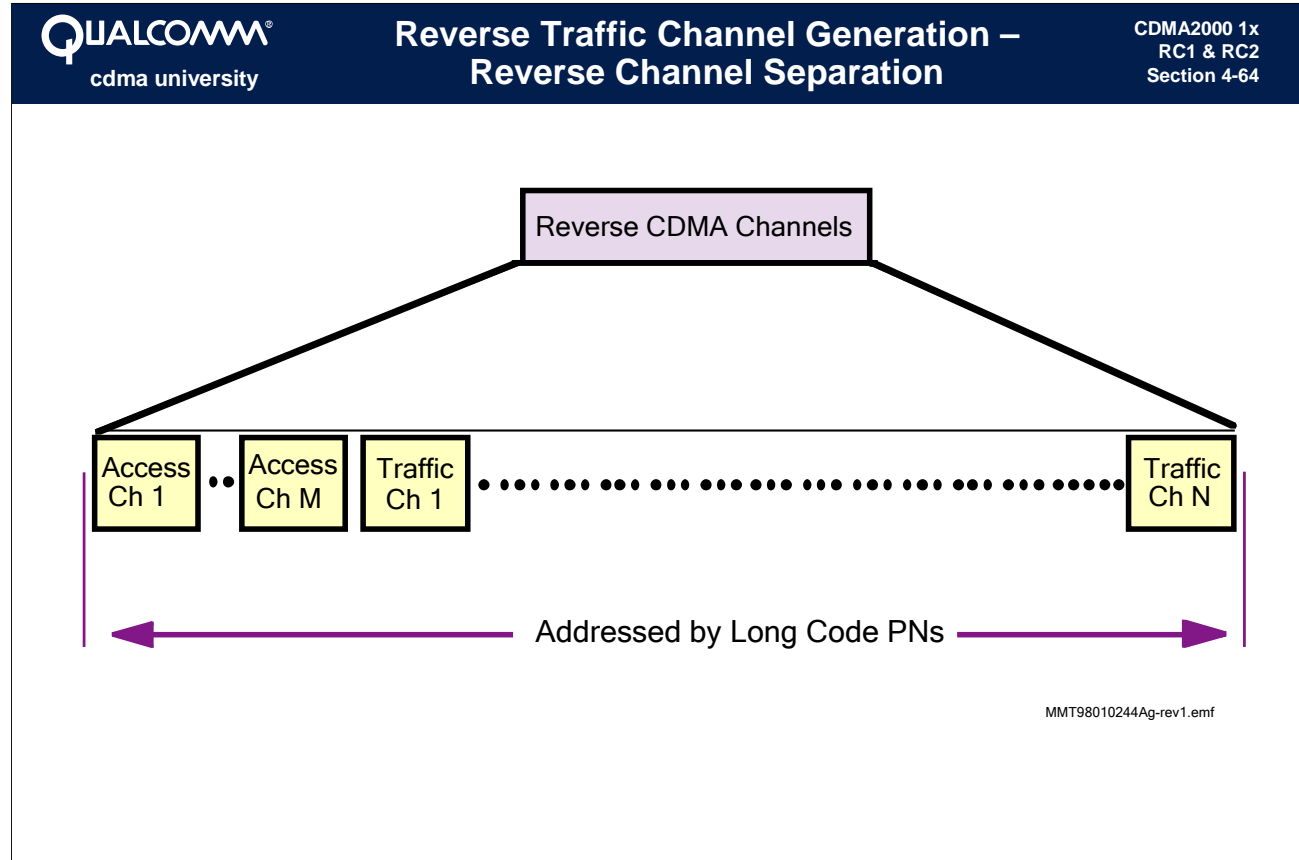 QUALCOMM®
cdma university
Reverse Traffic Channel Generation –
Reverse Channel Separation
CDMA2000 1x
RC1 & RC2
Section 4-64
Reverse CDMA Channels
Access
Ch 1
Access
Ch M
Traffic
Ch 1
Traffic
Ch N
Addressed by Long Code PNs
MMT98010244Ag-rev1.emf